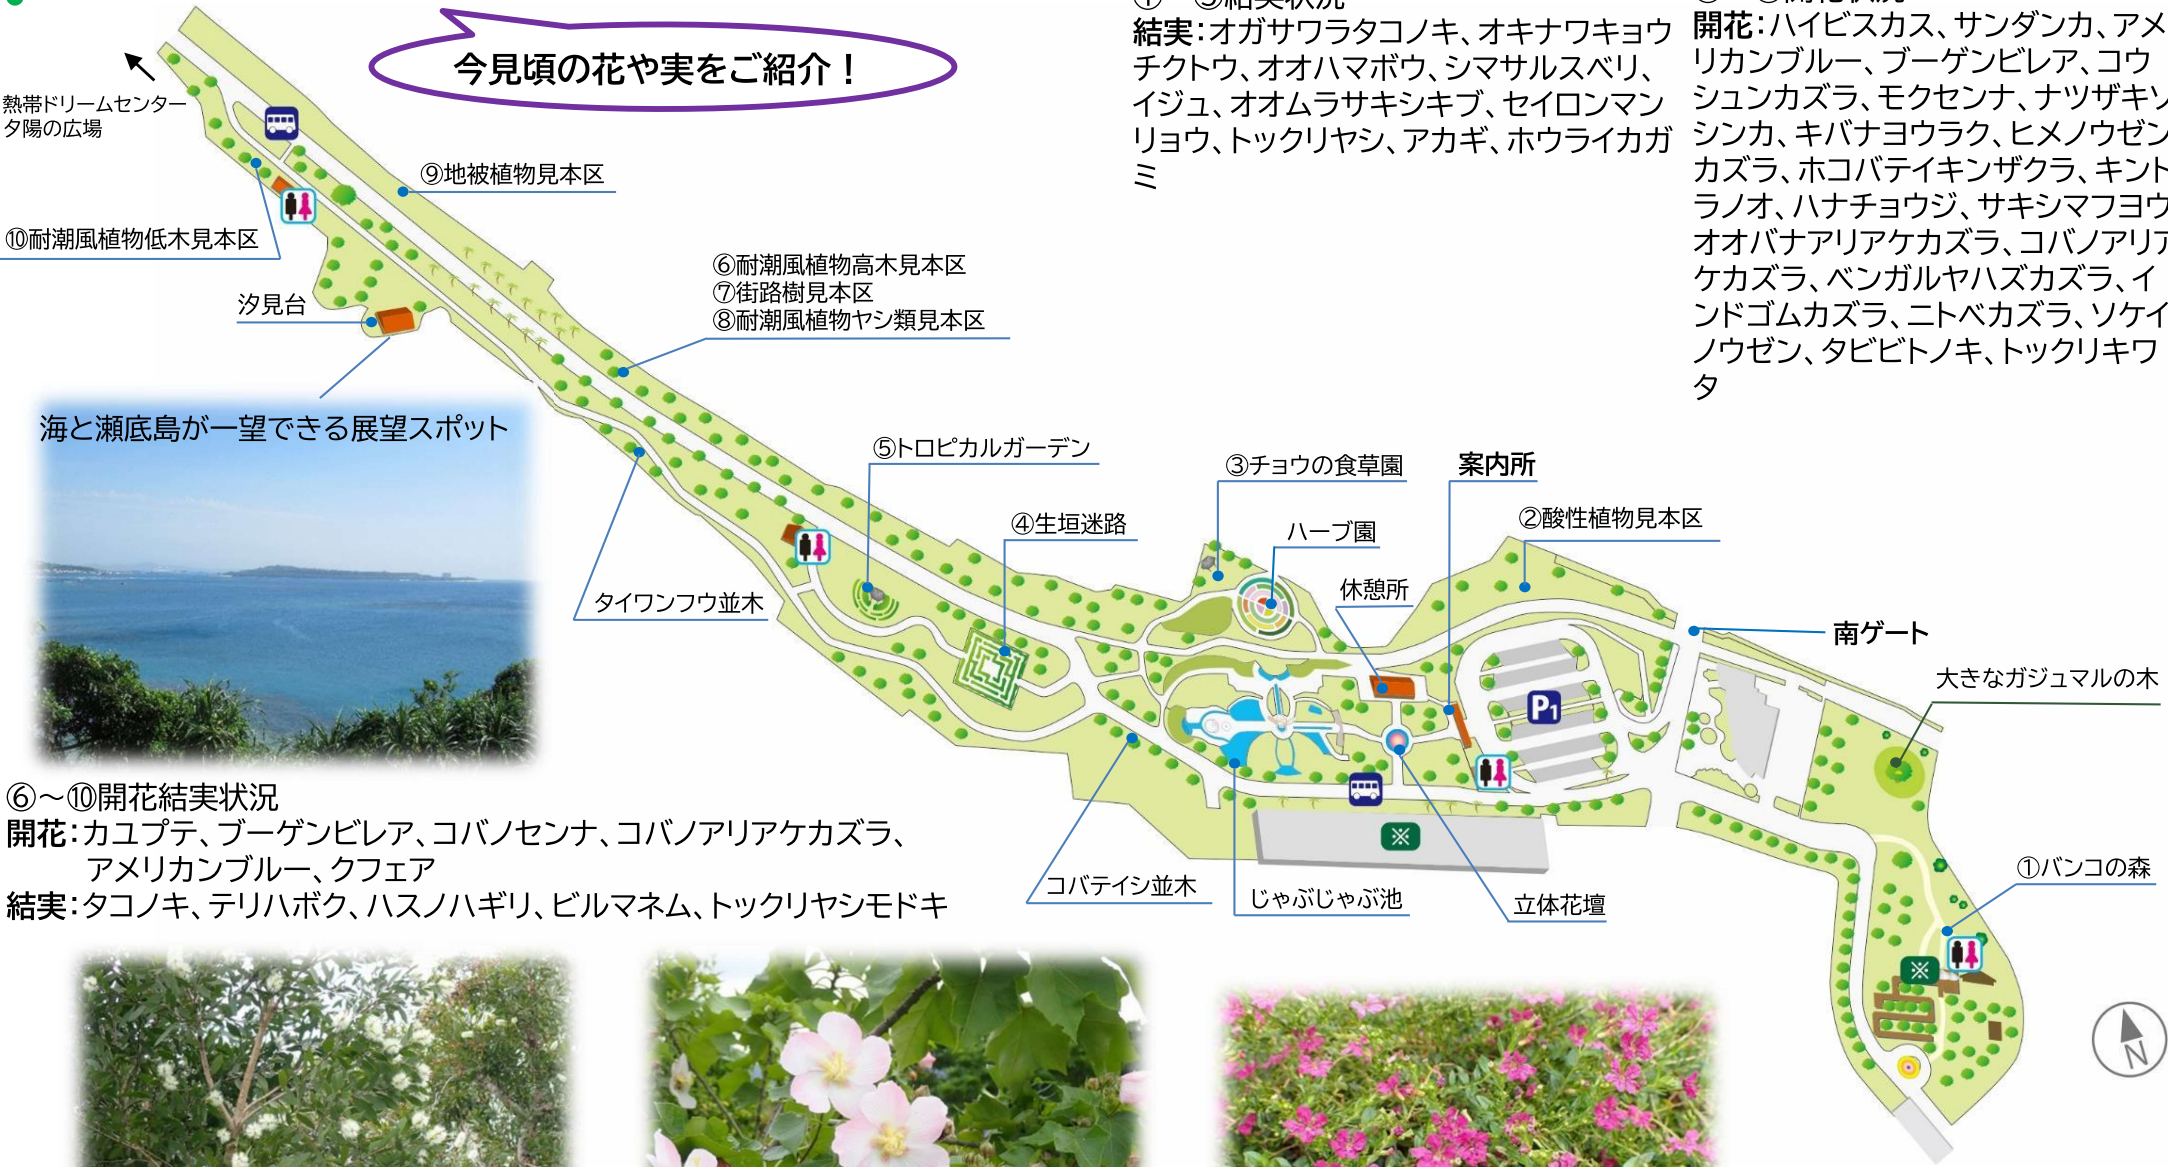 今見頃の花や実をご紹介！
結実：オガサワラタコノキ、オキナワキョウ
チクトウ、オオハマボウ、シマサルスベリ、
イジュ、オオムラサキシキブ、セイロンマン
リョウ、トックリヤシ、アカギ、ホウライカガ
ミ
開花：ハイビスカス、サンダンカ、アメ
リカンブルー、ブーゲンビレア、コウ
シュンカズラ、モクセンナ、ナツザキソ
シンカ、キバナヨウラク、ヒメノウゼン
カズラ、ホコバテイキンザクラ、キント
ラノオ、ハナチョウジ、サキシマフヨウ
オオバナアリアケカズラ、コバノアリア
ケカズラ、ベンガルヤハズカズラ、イ
ンドゴムカズラ、ニトベカズラ、ソケイ
ノウゼン、タビビトノキ、トックリキワ
タ
熱帯ドリームセンター
夕陽の広場
⑨地被植物見本区
⑩耐潮風植物低木見本区
⑥耐潮風植物高木見本区
⑦街路樹見本区
⑧耐潮風植物ヤシ類見本区
汐見台
海と瀬底島が一望できる展望スポット
⑤トロピカルガーデン
③チョウの食草園
案内所
④生垣迷路
ハーブ園
②酸性植物見本区
タイワンフウ並木
休憩所
南ゲート
大きなガジュマルの木
P1
※
⑥～⑩開花結実状況
開花：カユプテ、ブーゲンビレア、コバノセンナ、コバノアリアケカズラ、
アメリカンブルー、クフェア
結実：タコノキ、テリハボク、ハスノハギリ、ビルマネム、トックリヤシモドキ
コバテイシ並木
じゃぶじゃぶ池
立体花壇
①バンコの森
※
N